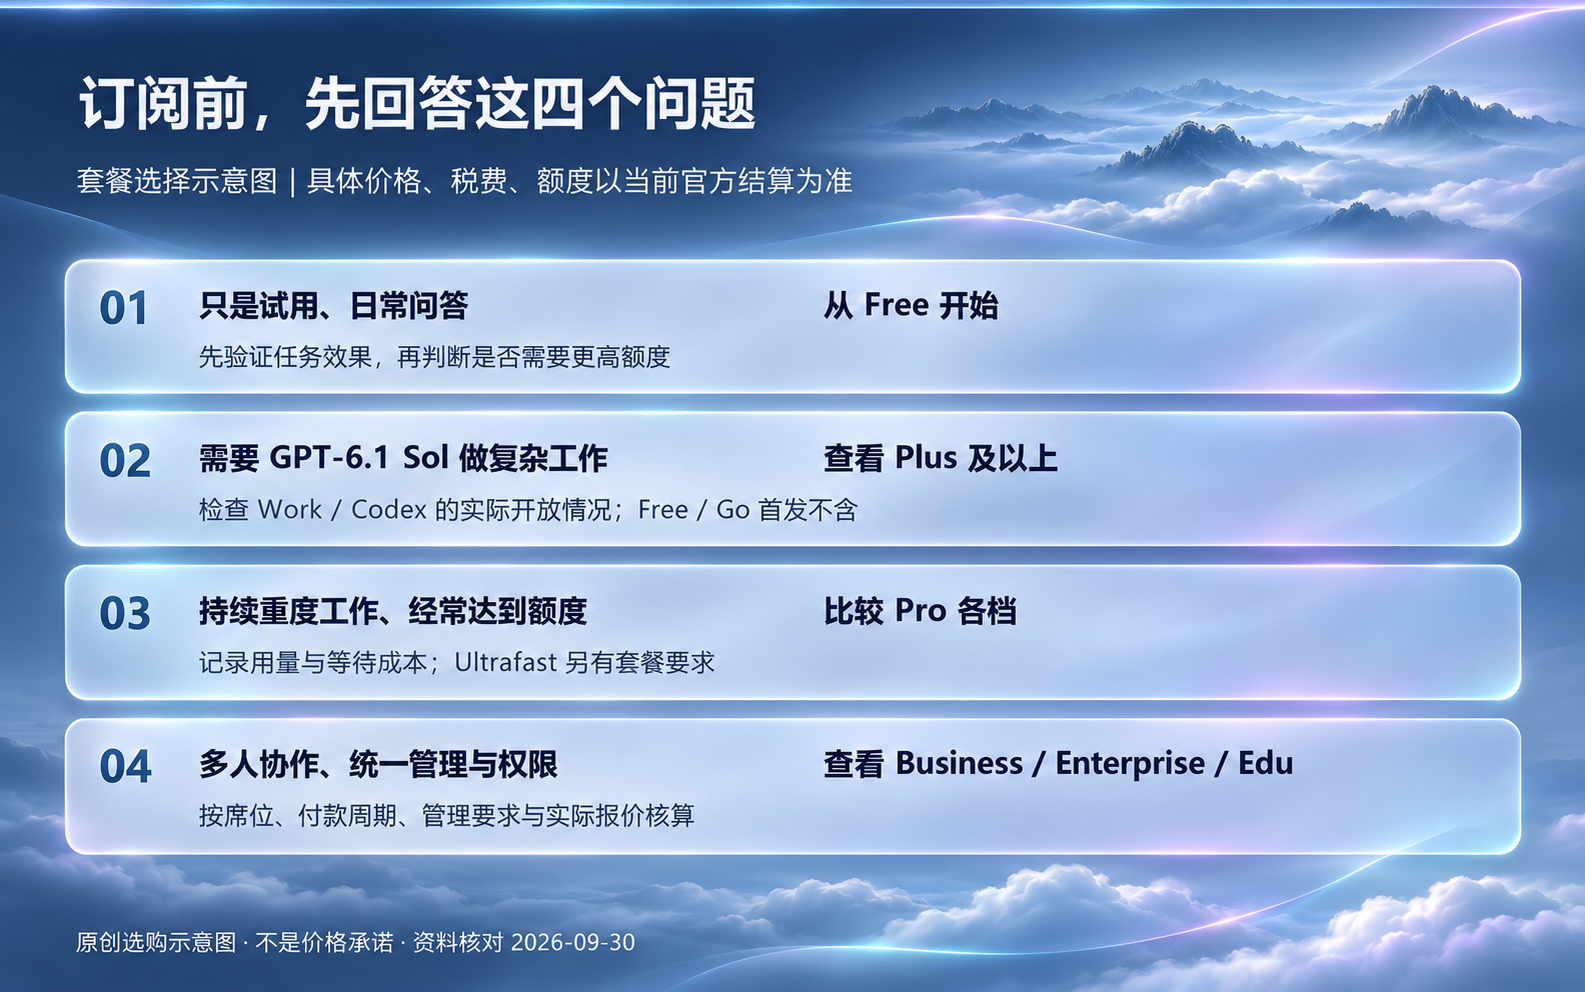 订阅前，先回答这四个问题
套餐选择示意图 | 具体价格、税费、额度以当前官方结算为准
01
只是试用、日常问答
从 Free 开始
先验证任务效果，再判断是否需要更高额度
02
需要 GPT-6.1 Sol 做复杂工作
查看 Plus 及以上
检查 Work / Codex 的实际开放情况；Free / Go 首发不含
03
持续重度工作、经常达到额度
比较 Pro 各档
记录用量与等待成本；Ultrafast 另有套餐要求
04
多人协作、统一管理与权限
查看 Business / Enterprise / Edu
按席位、付款周期、管理要求与实际报价核算
原创选购示意图 · 不是价格承诺 · 资料核对 2026-09-30